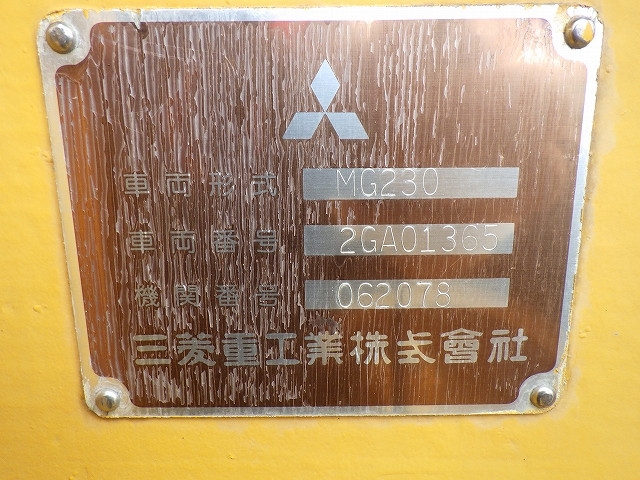 車両形式 MG230
車両番号 2GA01365
機関番号 062078
三菱重工業株式會社